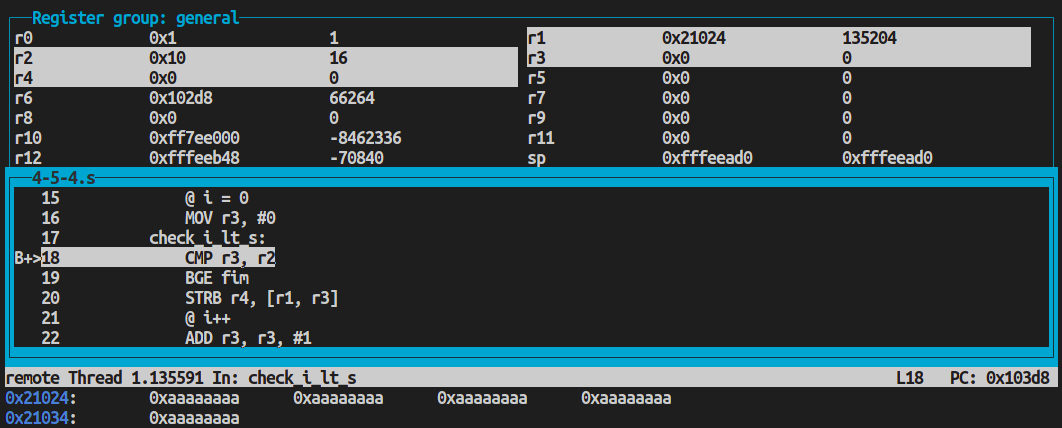 Register group: general
r0 0x1 1 r1 0x21024 135204
r2 0x10 16 r3 0x0 0
r4 0x0 0 r5 0x0 0
r6 0x102d8 66264 r7 0x0 0
r8 0x0 0 r9 0x0 0
r10 0xff7ee000 -8462336 r11 0x0 0
r12 0xfffeeb48 -70840 sp 0xfffeead0 0xfffeead0
4-5-4.s
15 @ i = 0
16 MOV r3, #0
17 check_i_lt_s:
B+>18 CMP r3, r2
19 BGE fim
20 STRB r4, [r1, r3]
21 @ i++
22 ADD r3, r3, #1
remote Thread 1.135591 In: check_i_lt_s L18 PC: 0x103d8
0x21024: 0xaaaaaaaa 0xaaaaaaaa 0xaaaaaaaa 0xaaaaaaaa
0x21034: 0xaaaaaaaa